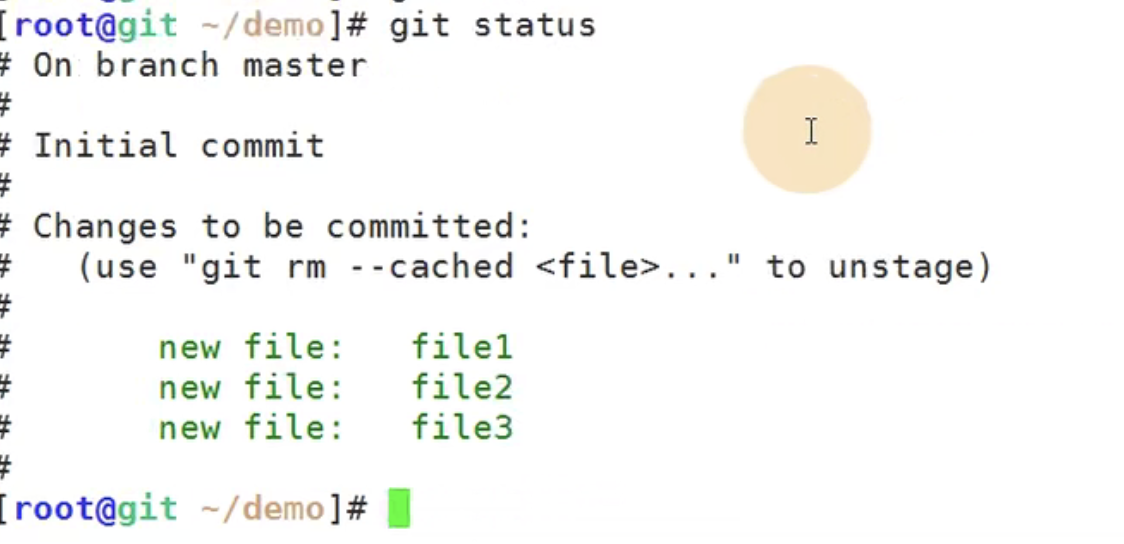 [root@git ~/demo]# git status
# On branch master
#
# Initial commit
#
# Changes to be committed:
#   (use "git rm --cached <file>..." to unstage)
#
#       new file:   file1
#       new file:   file2
#       new file:   file3
#
[root@git ~/demo]#